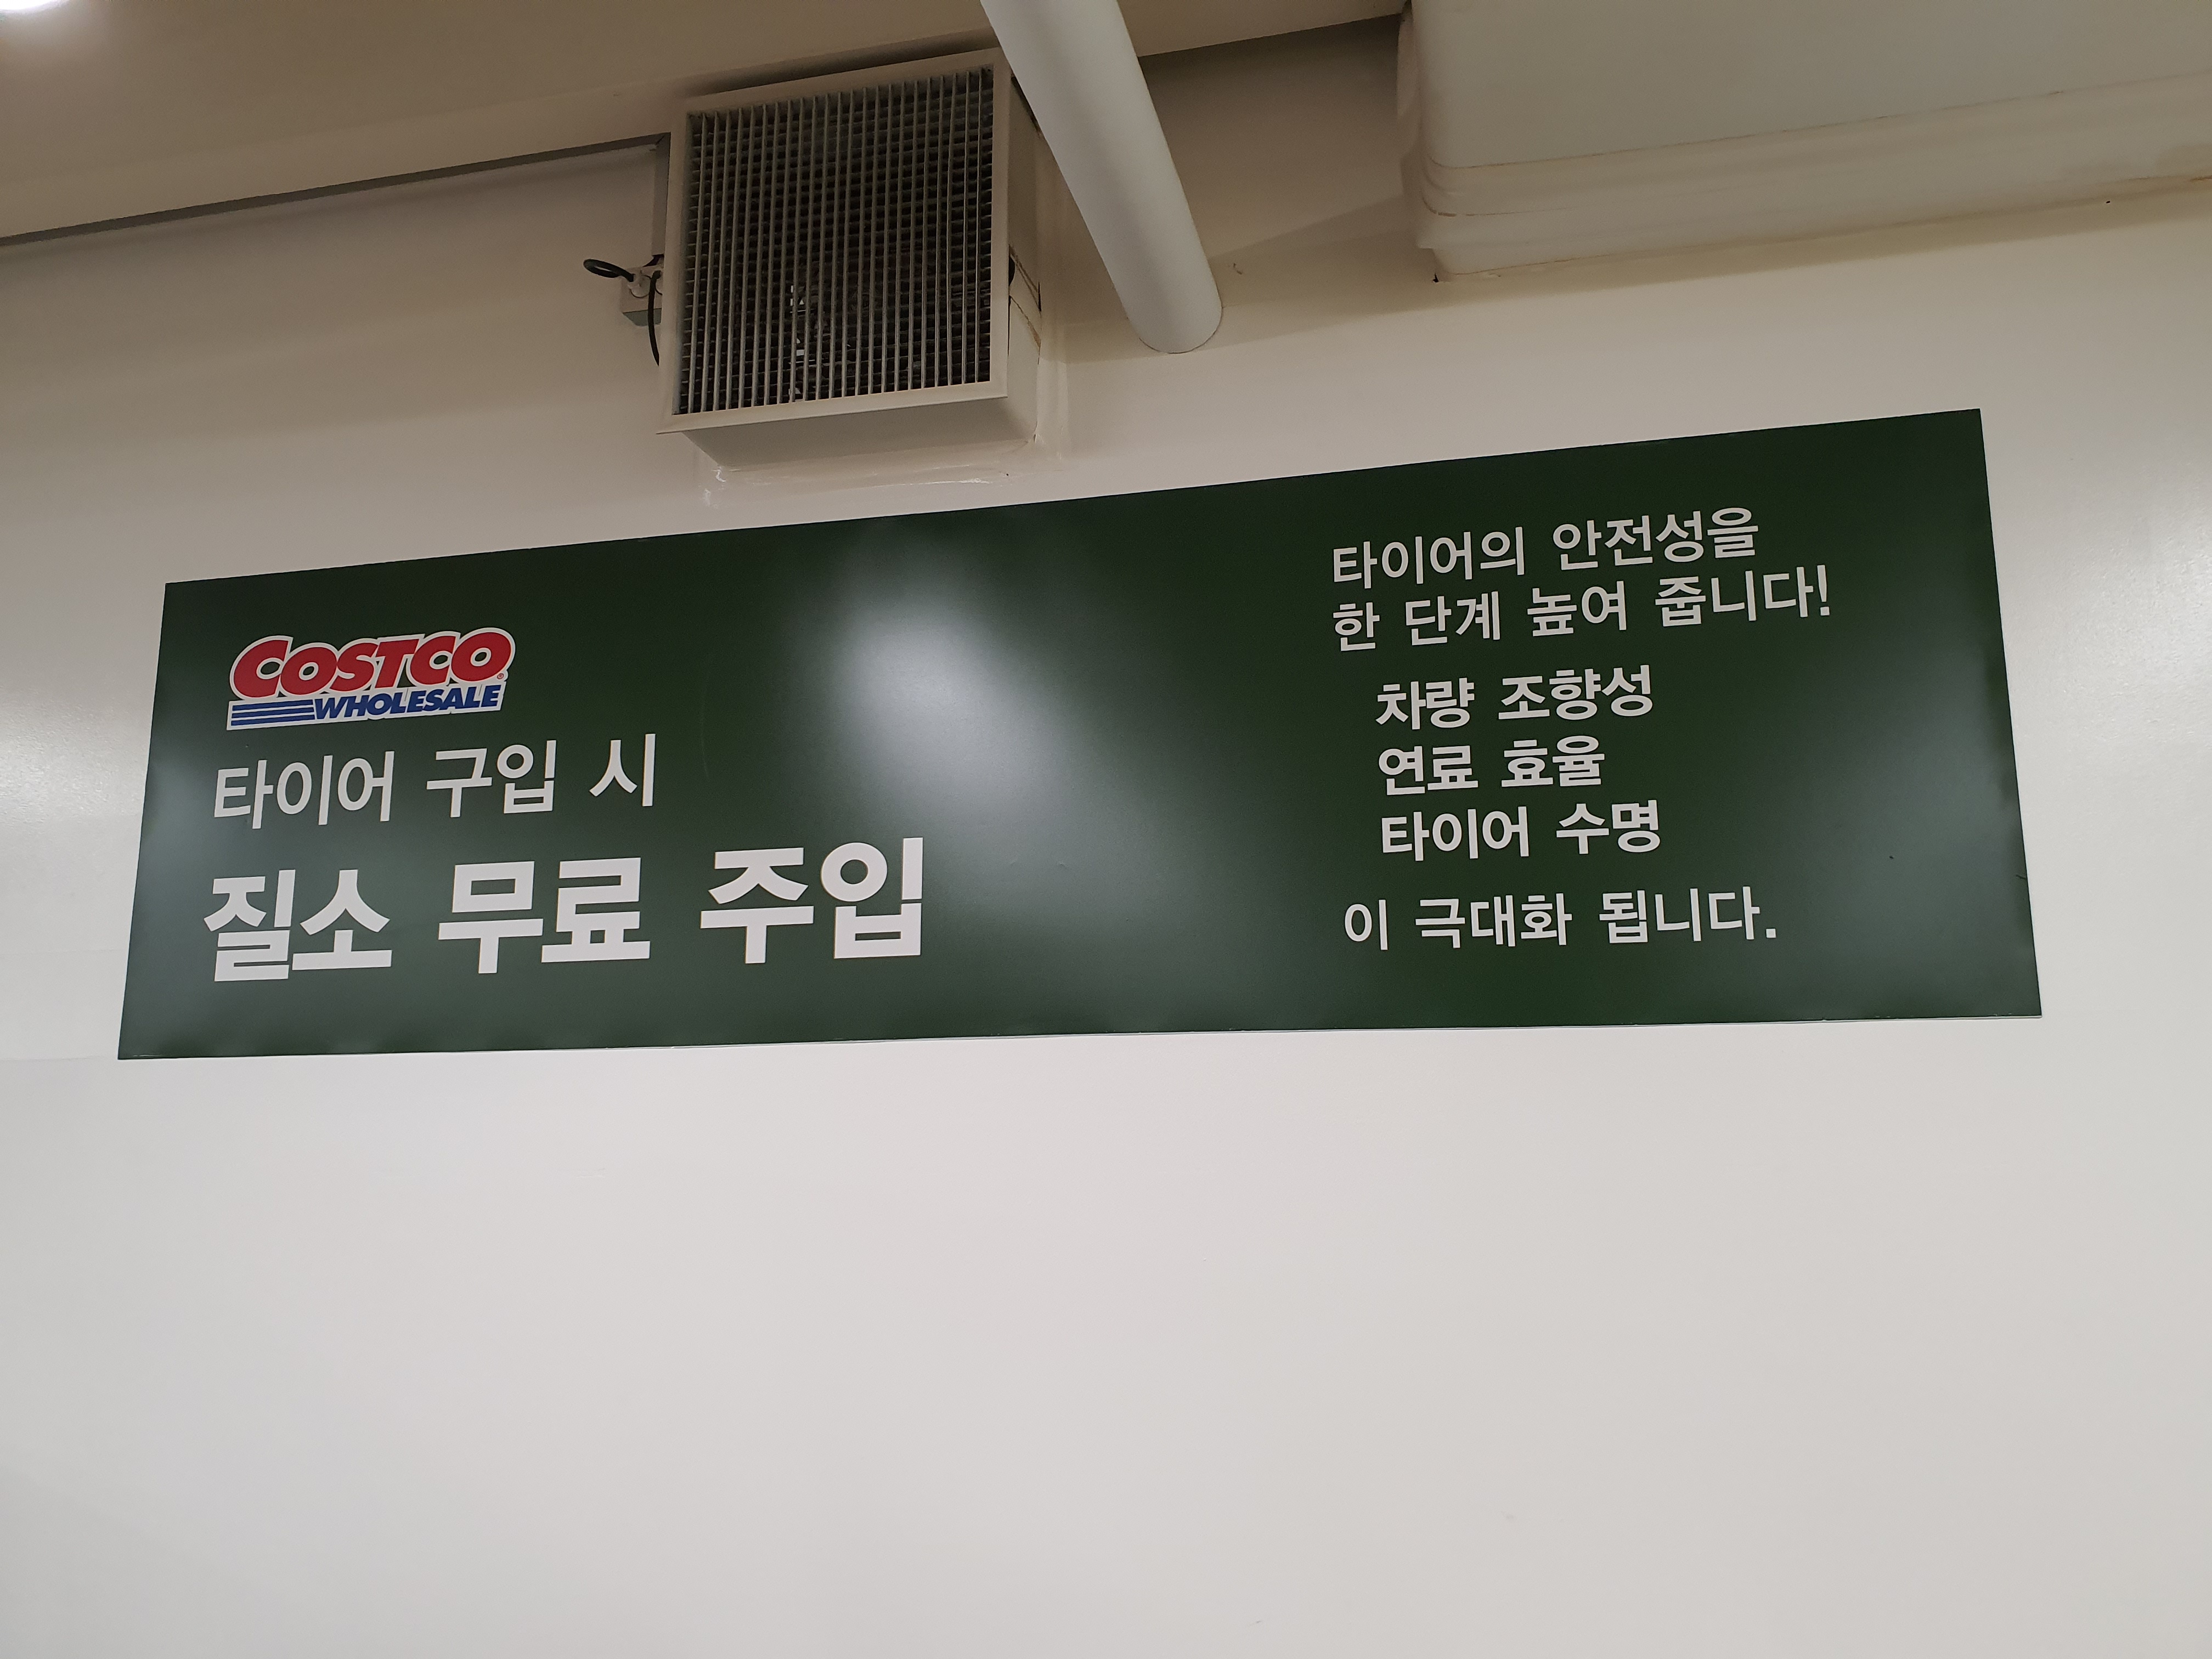 COSTCO
WHOLESALE
타이어 구입 시
질소 무료 주입
타이어의 안전성을
한 단계 높여 줍니다!
차량 조향성
연료 효율
타이어 수명
이 극대화 됩니다.